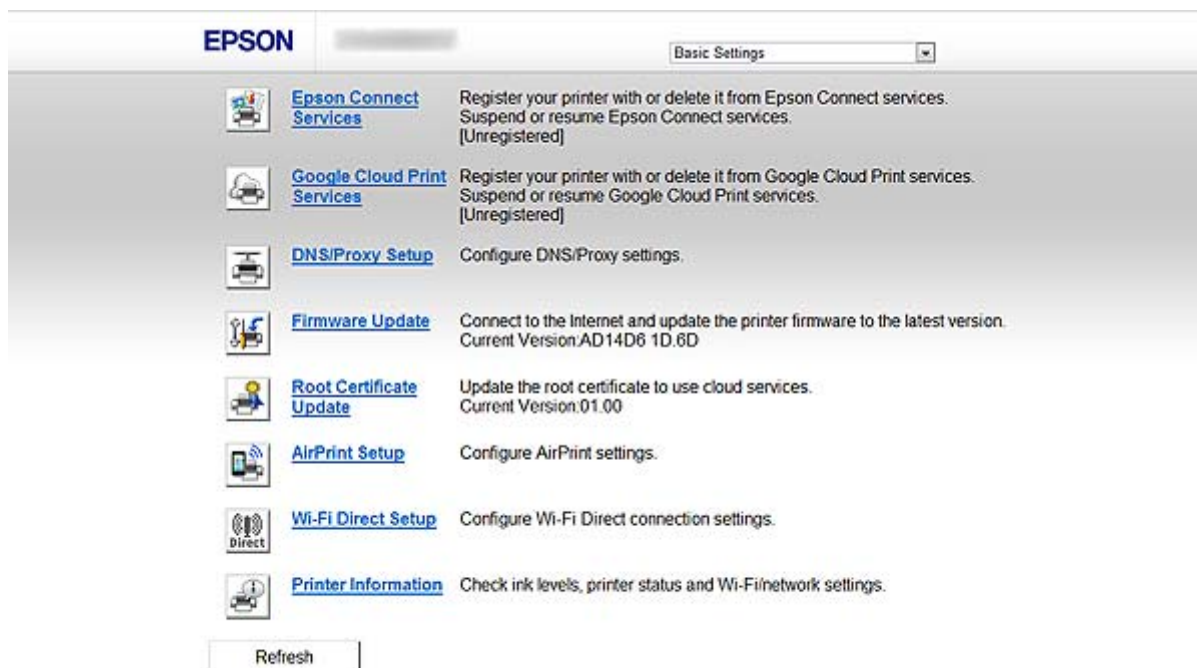 EPSON
Basic Settings
Epson Connect
Services
Register your printer with or delete it from Epson Connect services.
Suspend or resume Epson Connect services.
[Unregistered]
Google Cloud Print
Services
Register your printer with or delete it from Google Cloud Print services.
Suspend or resume Google Cloud Print services.
[Unregistered]
DNS/Proxy Setup
Configure DNS/Proxy settings.
Firmware Update
Connect to the Internet and update the printer firmware to the latest version.
Current Version:AD14D6 1D.6D
Root Certificate
Update
Update the root certificate to use cloud services.
Current Version:01.00
AirPrint Setup
Configure AirPrint settings.
Direct
Wi-Fi Direct Setup
Configure Wi-Fi Direct connection settings.
Printer Information
Check ink levels, printer status and Wi-Fi/network settings.
Refresh